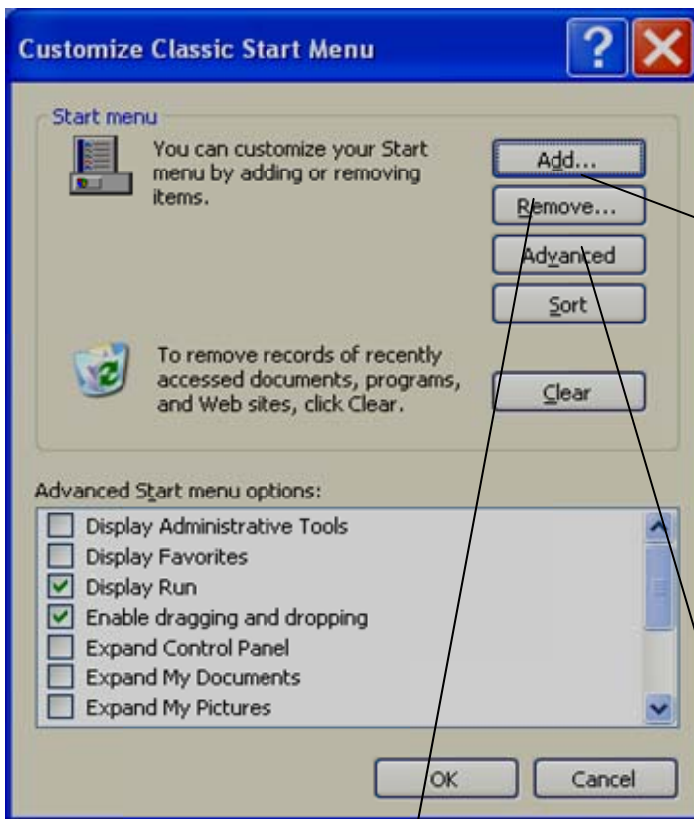 Customize Classic Start Menu
Start menu
You can customize your Start
menu by adding or removing
items.
Add...
Remove...
Advanced
Sort
To remove records of recently
accessed documents, programs,
and Web sites, click Clear.
Clear
Advanced Start menu options:
Display Administrative Tools
Display Favorites
Display Run
Enable dragging and dropping
Expand Control Panel
Expand My Documents
Expand My Pictures
OK
Cancel